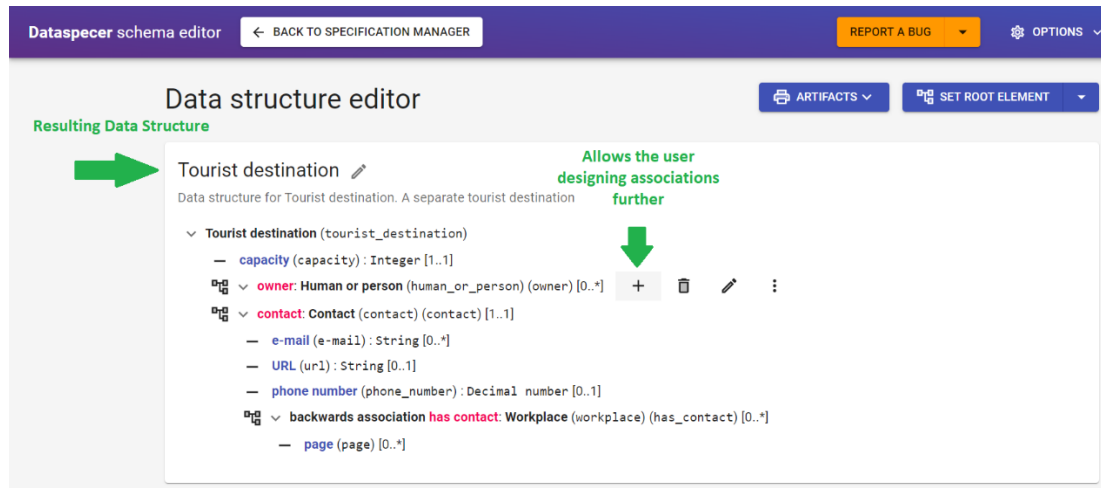 Dataspecer schema editor
← BACK TO SPECIFICATION MANAGER
REPORT A BUG
OPTIONS
Data structure editor
ARTIFACTS
SET ROOT ELEMENT
Resulting Data Structure
Tourist destination
Data structure for Tourist destination. A separate tourist destination
Allows the user
designing associations
further
Tourist destination (tourist_destination)
— capacity (capacity) : Integer [1..1]
owner: Human or person (human_or_person) (owner) [0..*]
contact: Contact (contact) (contact) [1..1]
— e-mail (e-mail) : String [0..*]
— URL (url) : String [0..1]
— phone number (phone_number) : Decimal number [0..1]
backwards association has contact: Workplace (workplace) (has_contact) [0..*]
— page (page) [0..*]